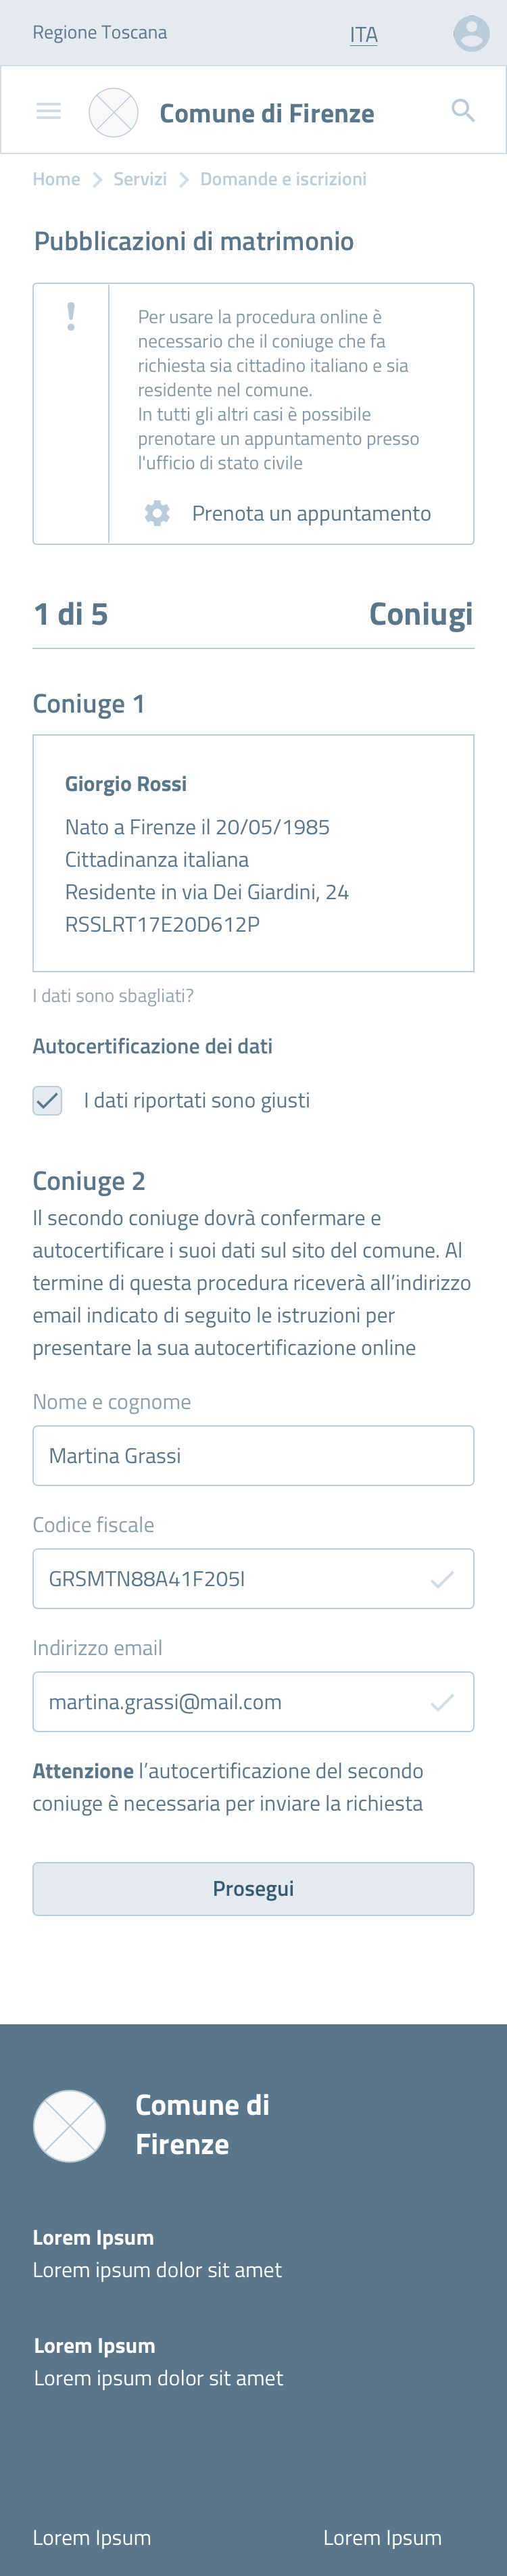 Regione Toscana ITA
Comune di Firenze
Home Servizi Domande e iscrizioni
Pubblicazioni di matrimonio
!
Per usare la procedura online è
necessario che il coniuge che fa
richiesta sia cittadino italiano e sia
residente nel comune.
In tutti gli altri casi è possibile
prenotare un appuntamento presso
l'ufficio di stato civile
Prenota un appuntamento
1 di 5 Coniugi
Coniuge 1
Giorgio Rossi
Nato a Firenze il 20/05/1985
Cittadinanza italiana
Residente in via Dei Giardini, 24
RSSLRT17E20D612P
I dati sono sbagliati?
Autocertificazione dei dati
I dati riportati sono giusti
Coniuge 2
Il secondo coniuge dovrà confermare e
autocertificare i suoi dati sul sito del comune. Al
termine di questa procedura riceverà all’indirizzo
email indicato di seguito le istruzioni per
presentare la sua autocertificazione online
Nome e cognome
Martina Grassi
Codice fiscale
GRSMTN88A41F205I
Indirizzo email
martina.grassi@mail.com
Attenzione l’autocertificazione del secondo
coniuge è necessaria per inviare la richiesta
Prosegui
Comune di
Firenze
Lorem Ipsum
Lorem ipsum dolor sit amet
Lorem Ipsum
Lorem ipsum dolor sit amet
Lorem Ipsum Lorem Ipsum